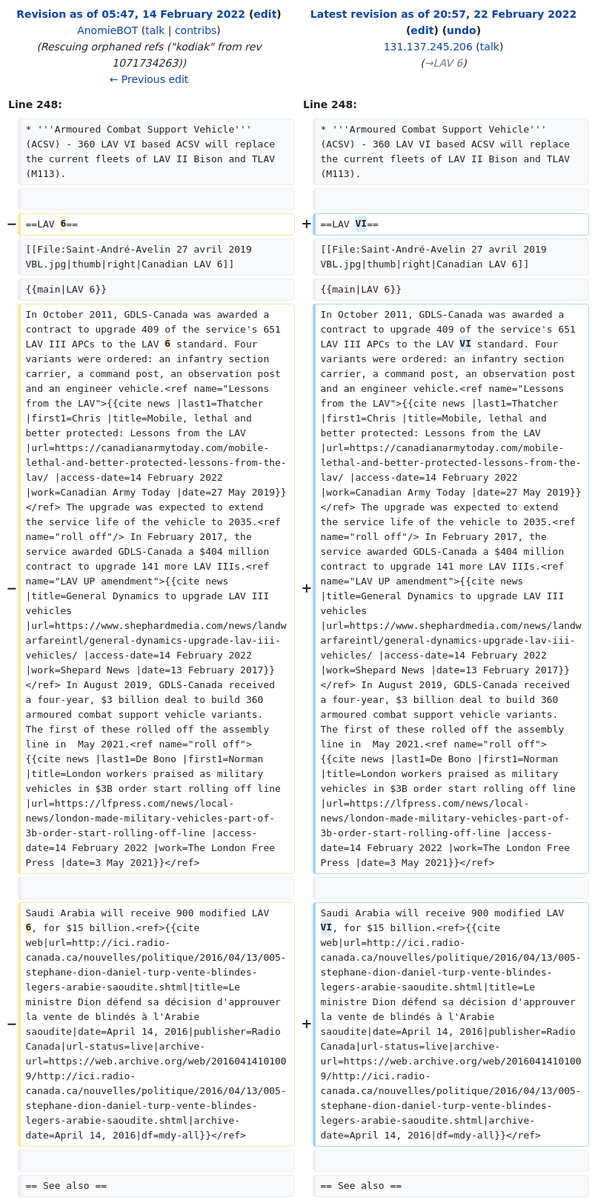 Revision as of 05:47, 14 February 2022 (edit)
AnomieBOT (talk | contribs)
(Rescuing orphaned refs ("kodiak" from rev
1071734263))
← Previous edit
Latest revision as of 20:57, 22 February 2022
(edit) (undo)
131.137.245.206 (talk)
(→LAV 6)
Line 248:
Line 248:
* '''Armoured Combat Support Vehicle'''
(ACSV) - 360 LAV VI based ACSV will replace
the current fleets of LAV II Bison and TLAV
(M113).
* '''Armoured Combat Support Vehicle'''
(ACSV) - 360 LAV VI based ACSV will replace
the current fleets of LAV II Bison and TLAV
(M113).
− ==LAV 6==
+ ==LAV VI==
[[File:Saint-André-Avelin 27 avril 2019
VBL.jpg|thumb|right|Canadian LAV 6]]
[[File:Saint-André-Avelin 27 avril 2019
VBL.jpg|thumb|right|Canadian LAV 6]]
{{main|LAV 6}}
{{main|LAV 6}}
−
In October 2011, GDLS-Canada was awarded a
contract to upgrade 409 of the service's 651
LAV III APCs to the LAV 6 standard. Four
variants were ordered: an infantry section
carrier, a command post, an observation post
and an engineer vehicle.<ref name="Lessons
from the LAV">{{cite news |last1=Thatcher
|first1=Chris |title=Mobile, lethal and
better protected: Lessons from the LAV
|url=https://canadianarmytoday.com/mobile-
lethal-and-better-protected-lessons-from-the-
lav/ |access-date=14 February 2022
|work=Canadian Army Today |date=27 May 2019}}
</ref> The upgrade was expected to extend
the service life of the vehicle to 2035.<ref
name="roll off"/> In February 2017, the
service awarded GDLS-Canada a $404 million
contract to upgrade 141 more LAV IIIs.<ref
name="LAV UP amendment">{{cite news
|title=General Dynamics to upgrade LAV III
vehicles
|url=https://www.shephardmedia.com/news/landw
arfareintl/general-dynamics-upgrade-lav-iii-
vehicles/ |access-date=14 February 2022
|work=Shepard News |date=13 February 2017}}
</ref> In August 2019, GDLS-Canada received
a four-year, $3 billion deal to build 360
armoured combat support vehicle variants.
The first of these rolled off the assembly
line in  May 2021.<ref name="roll off">
{{cite news |last1=De Bono |first1=Norman
|title=London workers praised as military
vehicles in $3B order start rolling off line
|url=https://lfpress.com/news/local-
news/london-made-military-vehicles-part-of-
3b-order-start-rolling-off-line |access-
date=14 February 2022 |work=The London Free
Press |date=3 May 2021}}</ref>
+
In October 2011, GDLS-Canada was awarded a
contract to upgrade 409 of the service's 651
LAV III APCs to the LAV VI standard. Four
variants were ordered: an infantry section
carrier, a command post, an observation post
and an engineer vehicle.<ref name="Lessons
from the LAV">{{cite news |last1=Thatcher
|first1=Chris |title=Mobile, lethal and
better protected: Lessons from the LAV
|url=https://canadianarmytoday.com/mobile-
lethal-and-better-protected-lessons-from-the-
lav/ |access-date=14 February 2022
|work=Canadian Army Today |date=27 May 2019}}
</ref> The upgrade was expected to extend
the service life of the vehicle to 2035.<ref
name="roll off"/> In February 2017, the
service awarded GDLS-Canada a $404 million
contract to upgrade 141 more LAV IIIs.<ref
name="LAV UP amendment">{{cite news
|title=General Dynamics to upgrade LAV III
vehicles
|url=https://www.shephardmedia.com/news/landw
arfareintl/general-dynamics-upgrade-lav-iii-
vehicles/ |access-date=14 February 2022
|work=Shepard News |date=13 February 2017}}
</ref> In August 2019, GDLS-Canada received
a four-year, $3 billion deal to build 360
armoured combat support vehicle variants.
The first of these rolled off the assembly
line in  May 2021.<ref name="roll off">
{{cite news |last1=De Bono |first1=Norman
|title=London workers praised as military
vehicles in $3B order start rolling off line
|url=https://lfpress.com/news/local-
news/london-made-military-vehicles-part-of-
3b-order-start-rolling-off-line |access-
date=14 February 2022 |work=The London Free
Press |date=3 May 2021}}</ref>
−
Saudi Arabia will receive 900 modified LAV
6, for $15 billion.<ref>{{cite
web|url=http://ici.radio-
canada.ca/nouvelles/politique/2016/04/13/005-
stephane-dion-daniel-turp-vente-blindes-
legers-arabie-saoudite.shtml|title=Le
ministre Dion défend sa décision d'approuver
la vente de blindés à l'Arabie
saoudite|date=April 14, 2016|publisher=Radio
Canada|url-status=live|archive-
url=https://web.archive.org/web/2016041410100
9/http://ici.radio-
canada.ca/nouvelles/politique/2016/04/13/005-
stephane-dion-daniel-turp-vente-blindes-
legers-arabie-saoudite.shtml|archive-
date=April 14, 2016|df=mdy-all}}</ref>
+
Saudi Arabia will receive 900 modified LAV
VI, for $15 billion.<ref>{{cite
web|url=http://ici.radio-
canada.ca/nouvelles/politique/2016/04/13/005-
stephane-dion-daniel-turp-vente-blindes-
legers-arabie-saoudite.shtml|title=Le
ministre Dion défend sa décision d'approuver
la vente de blindés à l'Arabie
saoudite|date=April 14, 2016|publisher=Radio
Canada|url-status=live|archive-
url=https://web.archive.org/web/2016041410100
9/http://ici.radio-
canada.ca/nouvelles/politique/2016/04/13/005-
stephane-dion-daniel-turp-vente-blindes-
legers-arabie-saoudite.shtml|archive-
date=April 14, 2016|df=mdy-all}}</ref>
== See also ==
== See also ==